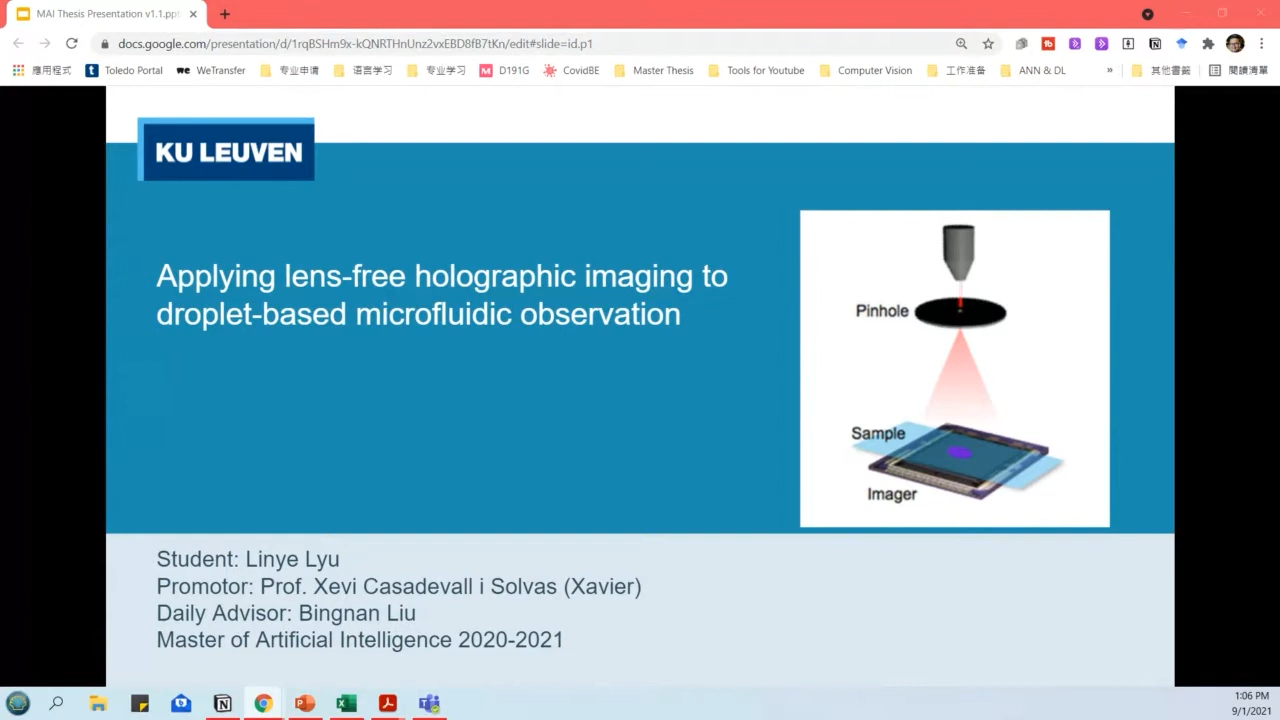 MAI Thesis Presentation v1.1.ppt
docs.google.com/presentation/d/1rqBSHm9x-kQNRTHnUnz2vxEBD8fB7tKn/edit#slide=id.p1
應用程式 Toledo Portal WeTransfer 专业申请 语言学习 专业学习 D191G CovidBE Master Thesis Tools for Youtube Computer Vision 工作准备 ANN & DL » 其他書籤 閱讀清單
KU LEUVEN
Applying lens-free holographic imaging to
droplet-based microfluidic observation
Pinhole
Sample
Imager
Student: Linye Lyu
Promotor: Prof. Xevi Casadevall i Solvas (Xavier)
Daily Advisor: Bingnan Liu
Master of Artificial Intelligence 2020-2021
1:06 PM
9/1/2021